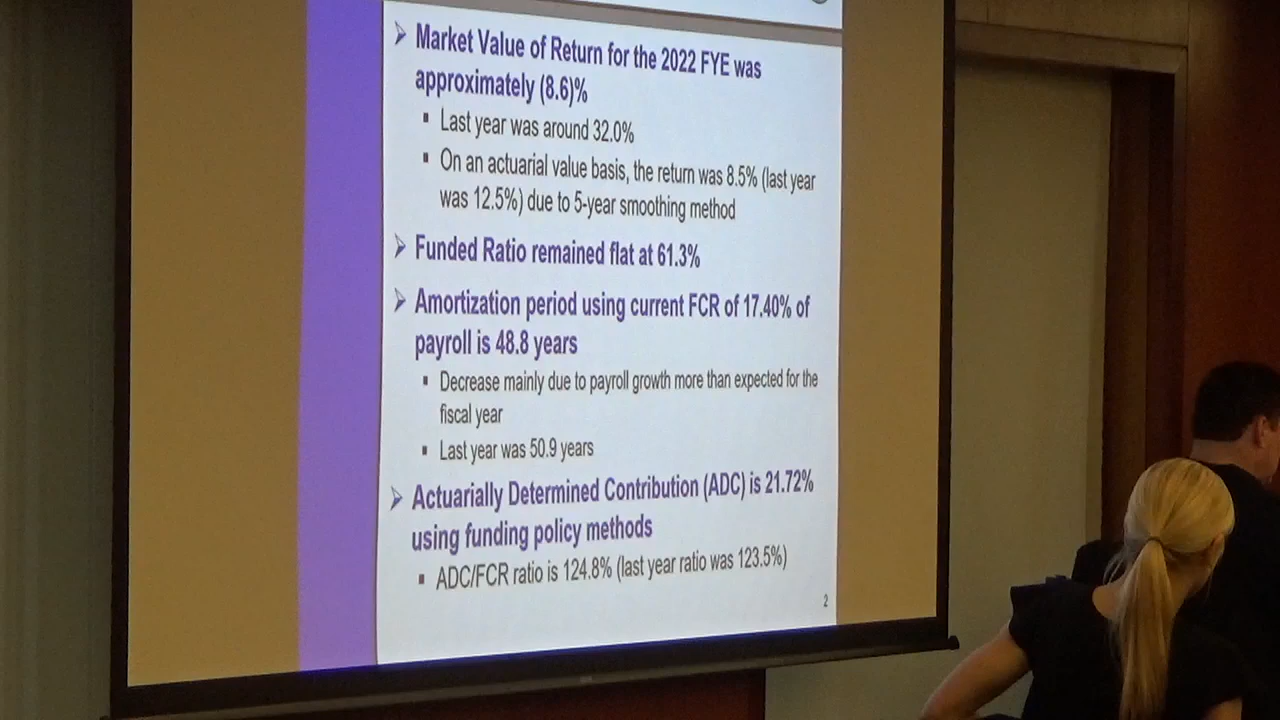 ➢ Market Value of Return for the 2022 FYE was
approximately (8.6)%
▪ Last year was around 32.0%
▪ On an actuarial value basis, the return was 8.5% (last year
was 12.5%) due to 5-year smoothing method
➢ Funded Ratio remained flat at 61.3%
➢ Amortization period using current FCR of 17.40% of
payroll is 48.8 years
▪ Decrease mainly due to payroll growth more than expected for the
fiscal year
▪ Last year was 50.9 years
➢ Actuarially Determined Contribution (ADC) is 21.72%
using funding policy methods
▪ ADC/FCR ratio is 124.8% (last year ratio was 123.5%)
2